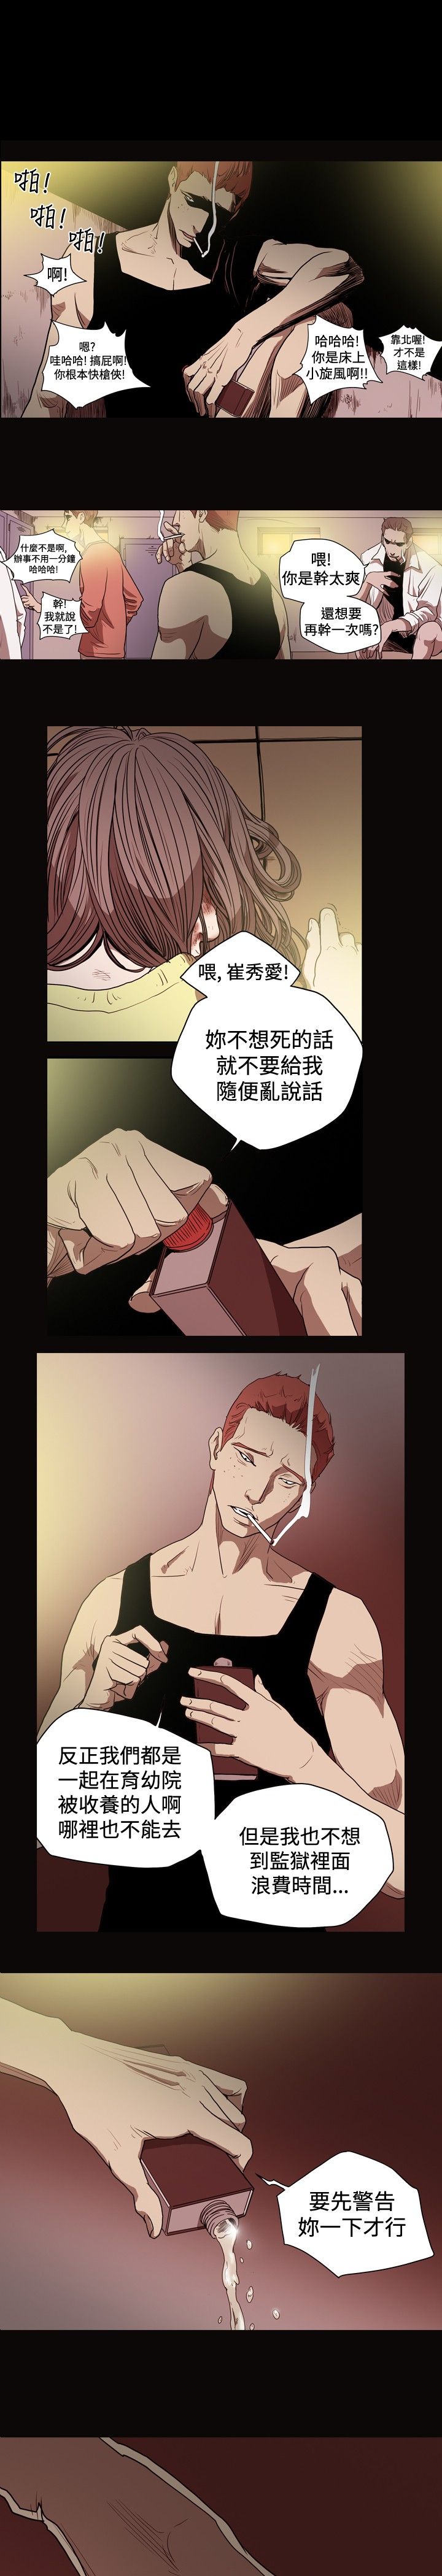 啪!
啪!
啪!
啊!
嗯?
哇哈哈! 搞屁啊!
你根本快槍俠!
哈哈哈!
你是床上
小旋風啊!!
靠北喔!
才不是
這樣!
什麼不是啊,
辦事不用一分鐘
哈哈哈!
幹!
我就說
不是了!
喂!
你是幹太爽
還想要
再幹一次嗎?
喂, 崔秀愛!
妳不想死的話
就不要給我
隨便亂說話
反正我們都是
一起在育幼院
被收養的人啊
哪裡也不能去
但是我也不想
到監獄裡面
浪費時間...
要先警告
妳一下才行